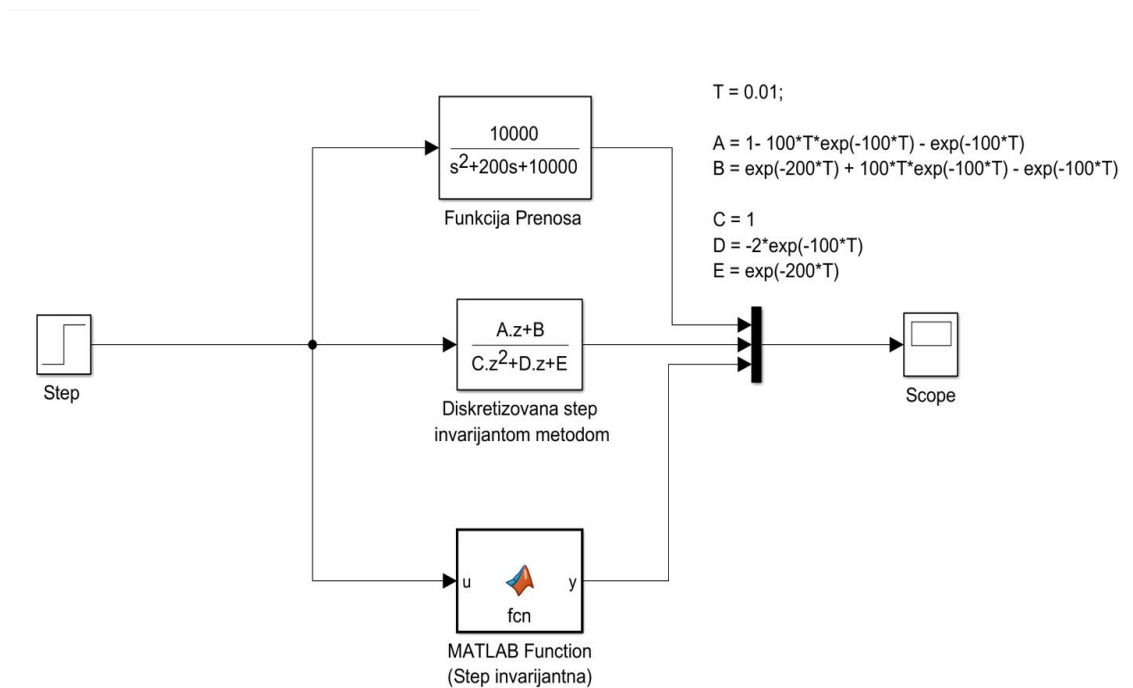 T = 0.01;
A = 1- 100*T*exp(-100*T) - exp(-100*T)
B = exp(-200*T) + 100*T*exp(-100*T) - exp(-100*T)
C = 1
D = -2*exp(-100*T)
E = exp(-200*T)
10000
s²+200s+10000
Funkcija Prenosa
Step
A.z+B
C.z²+D.z+E
Diskretizovana step
invarijantom metodom
Scope
u
y
fcn
MATLAB Function
(Step invarijantna)